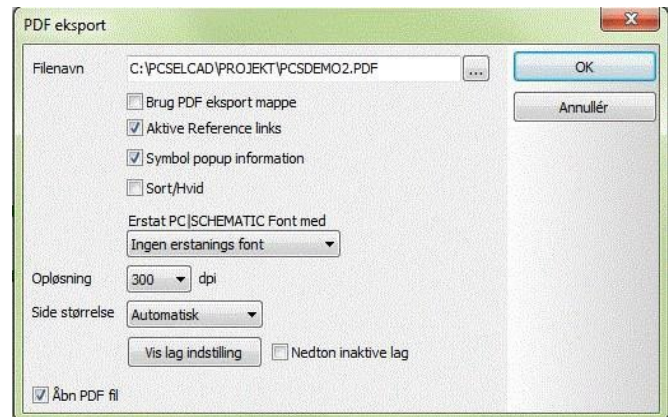 PDF eksport
Filenavn C:\PCSELCAD\PROJEKT\PCSDEMO2.PDF ... OK
Brug PDF eksport mappe Annullér
Aktive Reference links
Symbol popup information
Sort/Hvid
Erstat PC|SCHEMATIC Font med
Ingen erstanings font
Opløsning 300 dpi
Side størrelse Automatisk
Vis lag indstilling Nedton inaktive lag
Åbn PDF fil